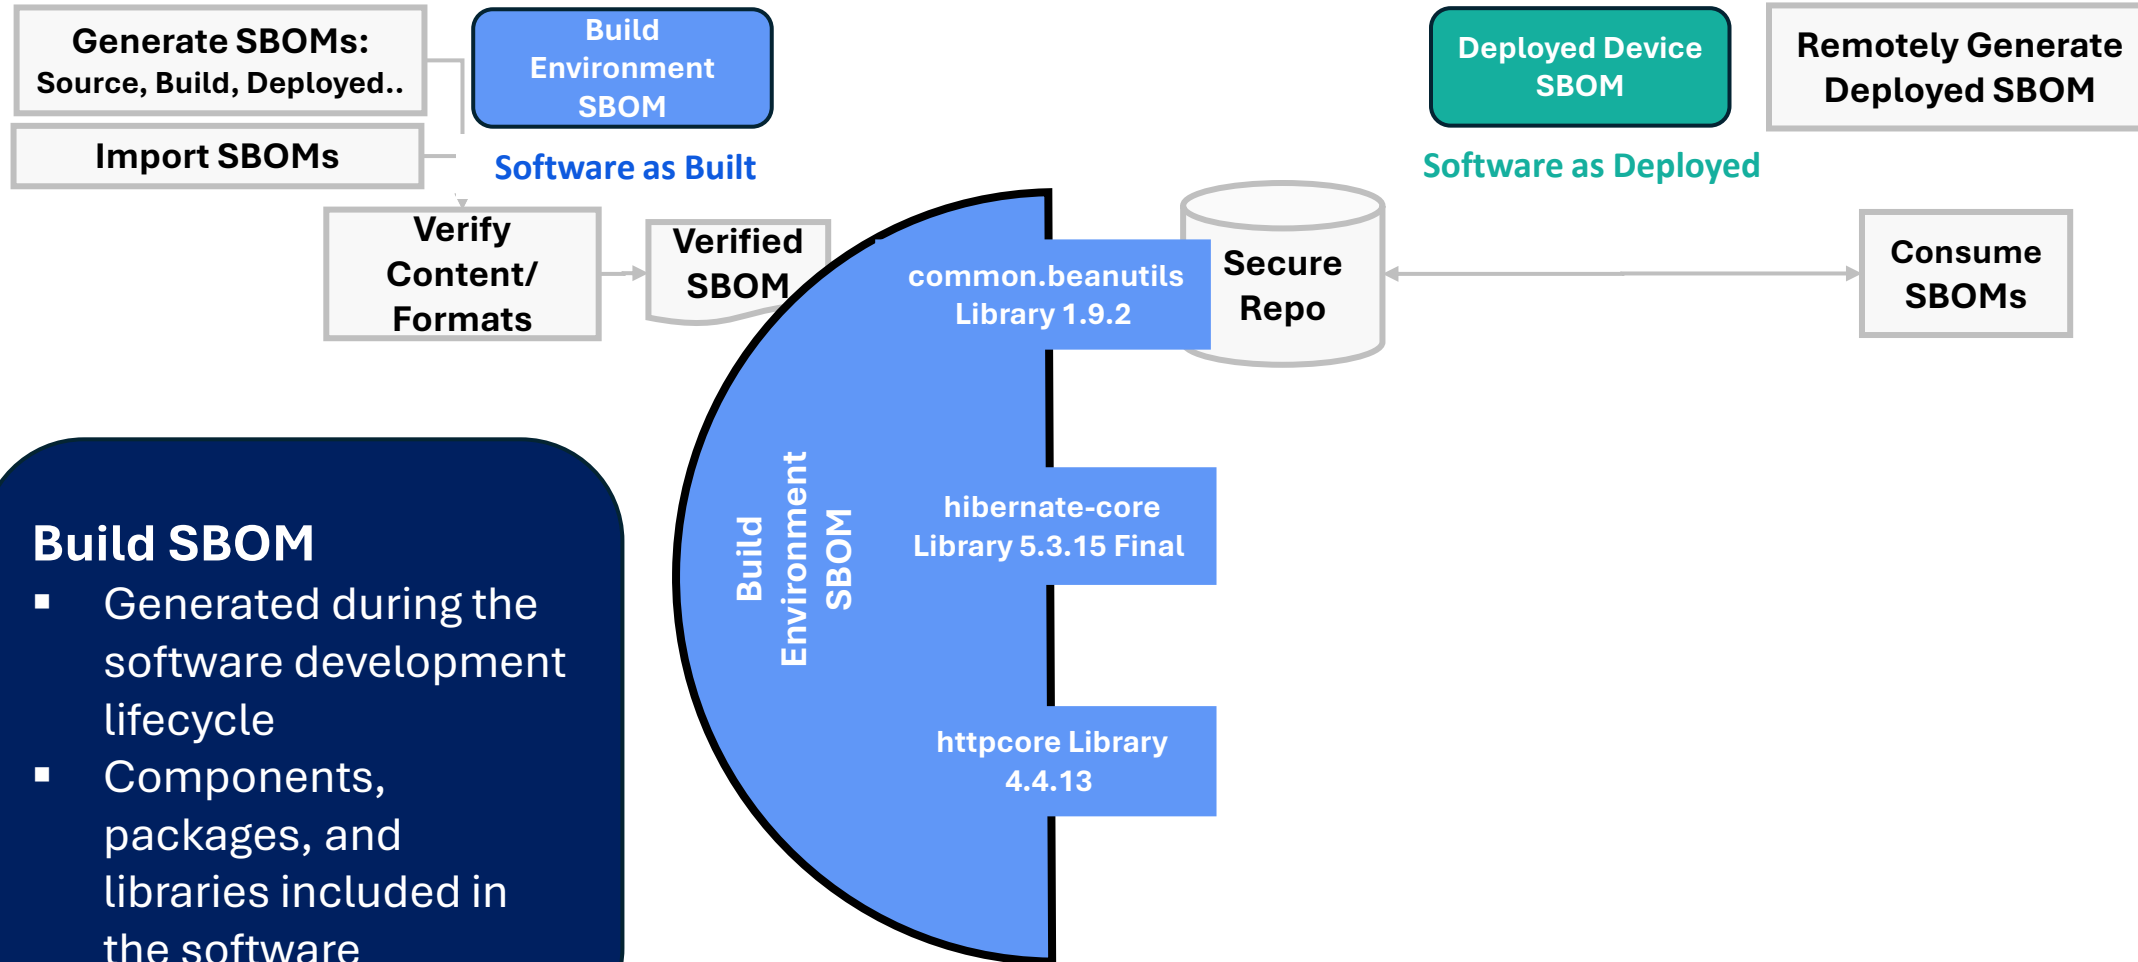 Generate SBOMs:
Source, Build, Deployed..
Import SBOMs
Build
Environment
SBOM
Software as Built
Deployed Device
SBOM
Software as Deployed
Remotely Generate
Deployed SBOM
Verify
Content/
Formats
Verified
SBOM
Secure
Repo
Consume
SBOMs
Build
Environment
SBOM
common.beanutils
Library 1.9.2
hibernate-core
Library 5.3.15 Final
httpcore Library
4.4.13
Build SBOM
▪ Generated during the
software development
lifecycle
▪ Components,
packages, and
libraries included in
the software